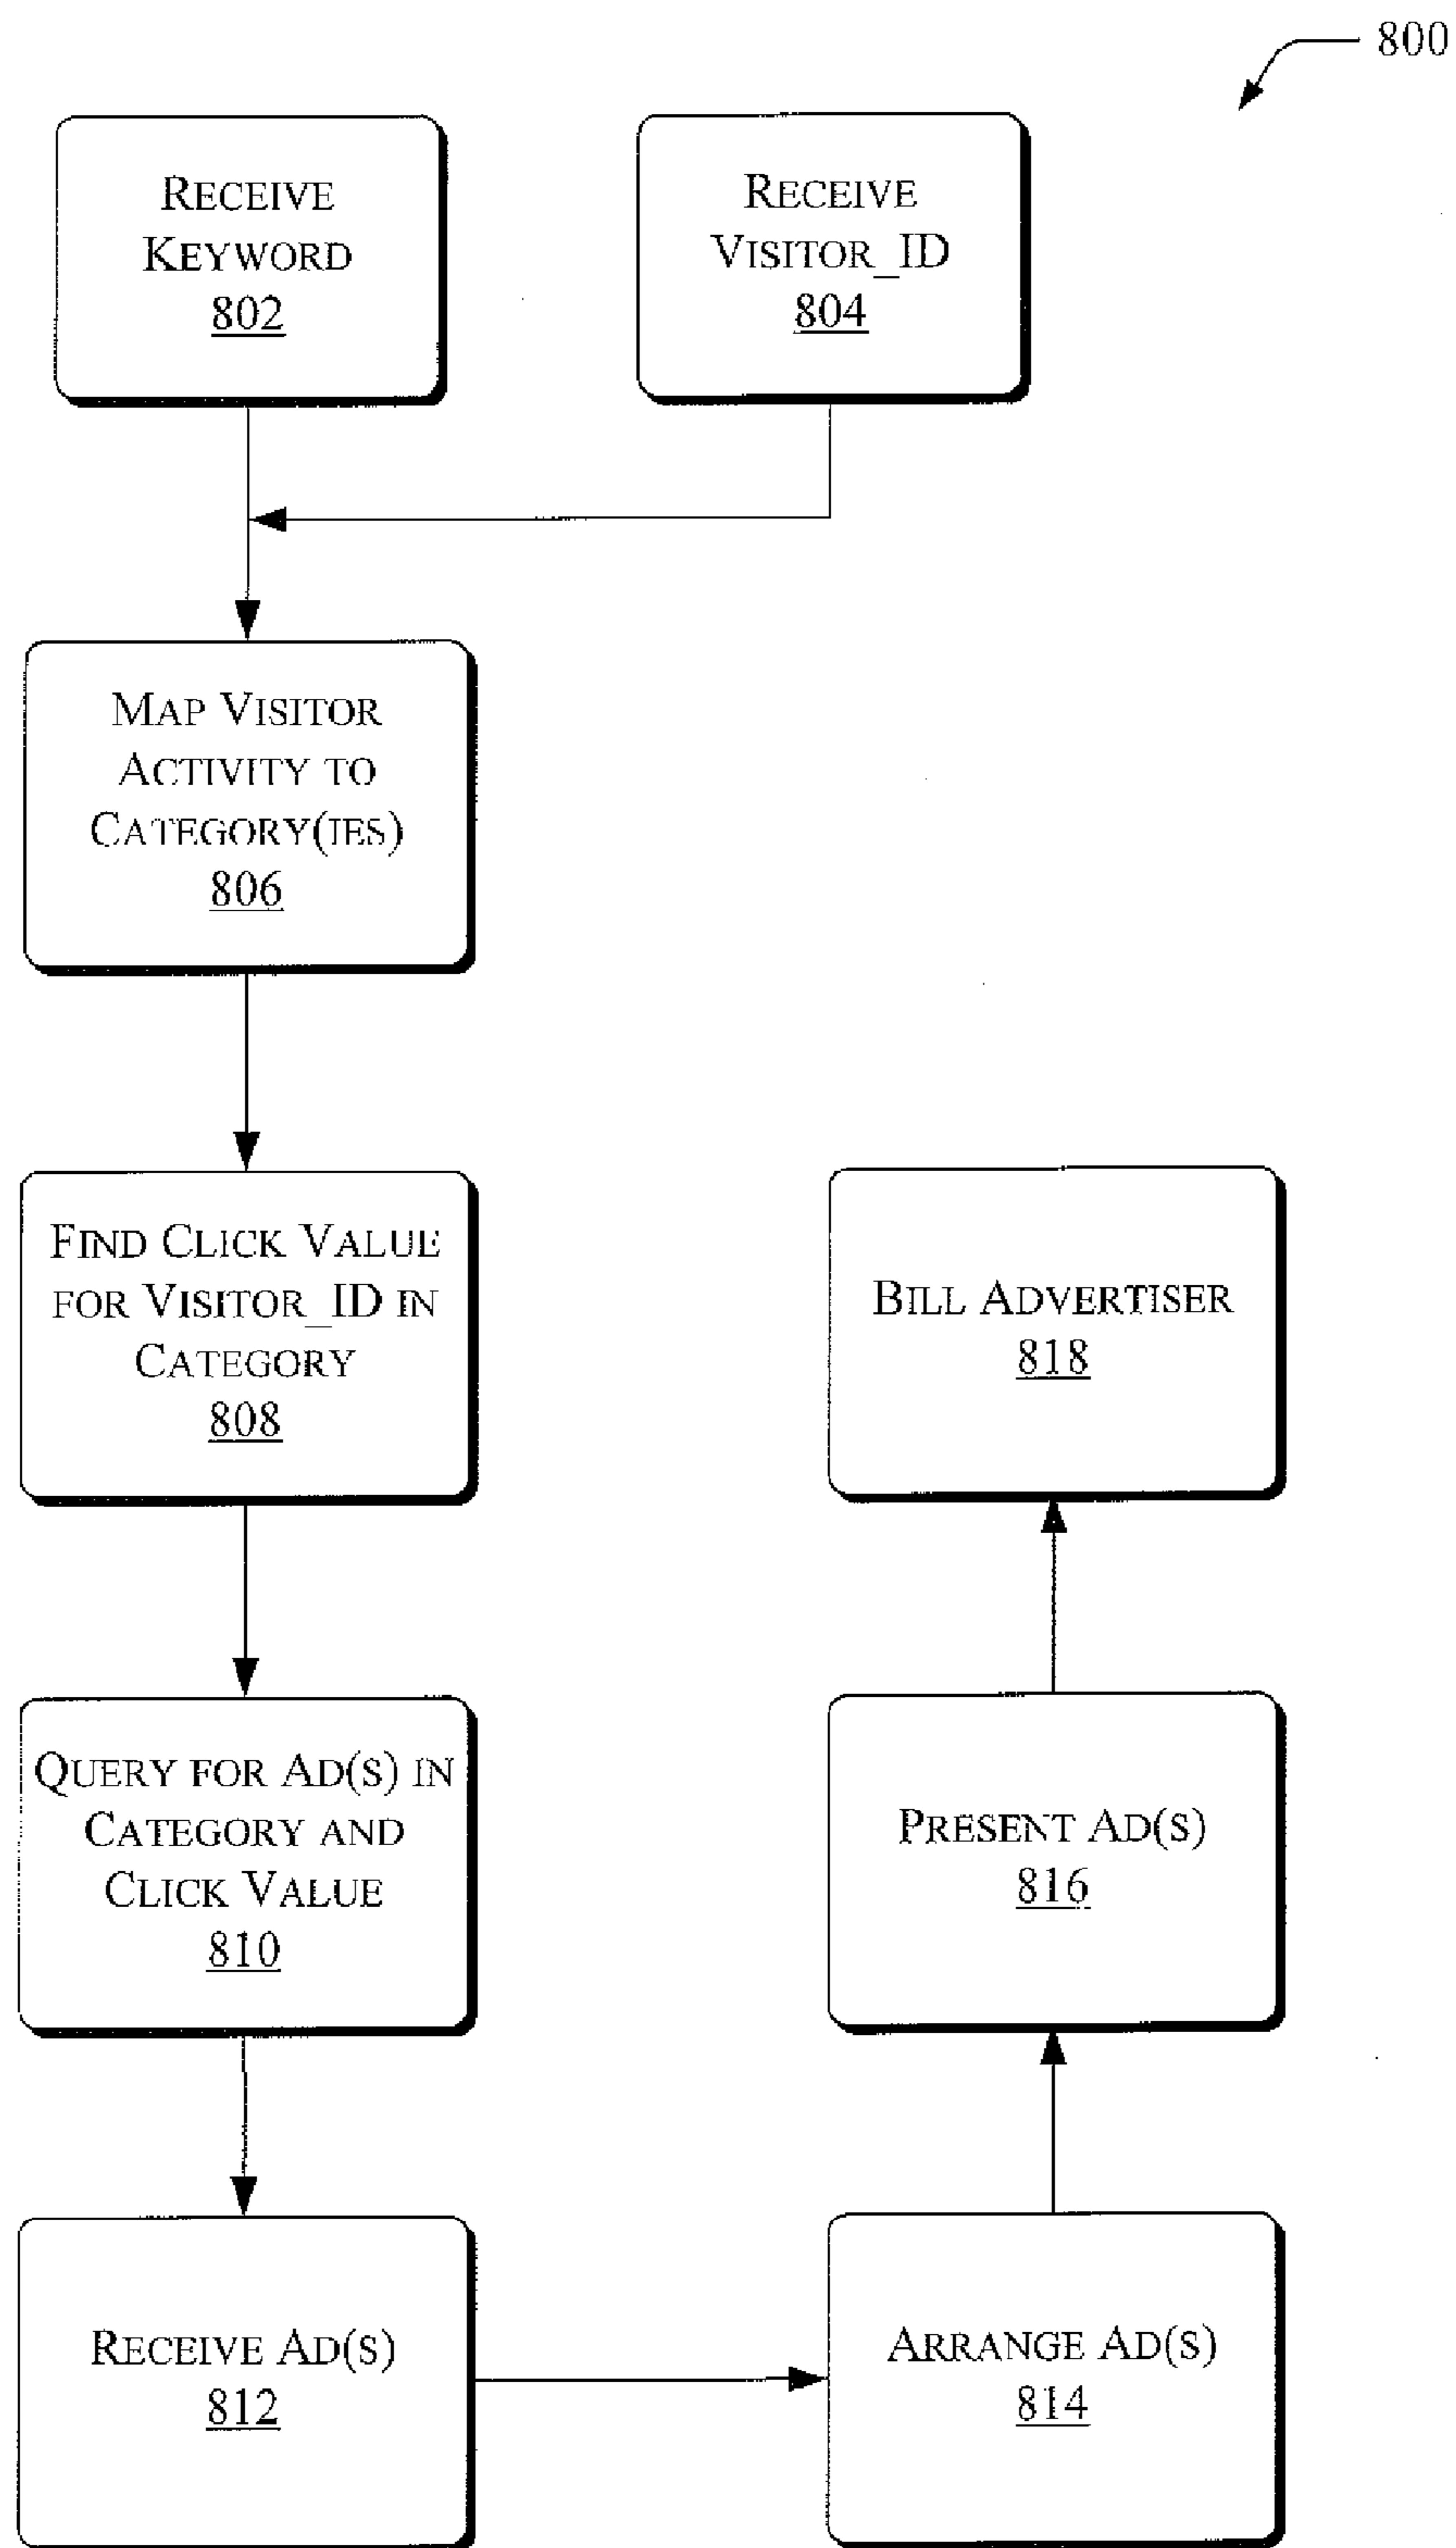 800
RECEIVE
KEYWORD
802
RECEIVE
VISITOR_ID
804
MAP VISITOR
ACTIVITY TO
CATEGORY(IES)
806
FIND CLICK VALUE
FOR VISITOR_ID IN
CATEGORY
808
QUERY FOR AD(S) IN
CATEGORY AND
CLICK VALUE
810
RECEIVE AD(S)
812
ARRANGE AD(S)
814
PRESENT AD(S)
816
BILL ADVERTISER
818